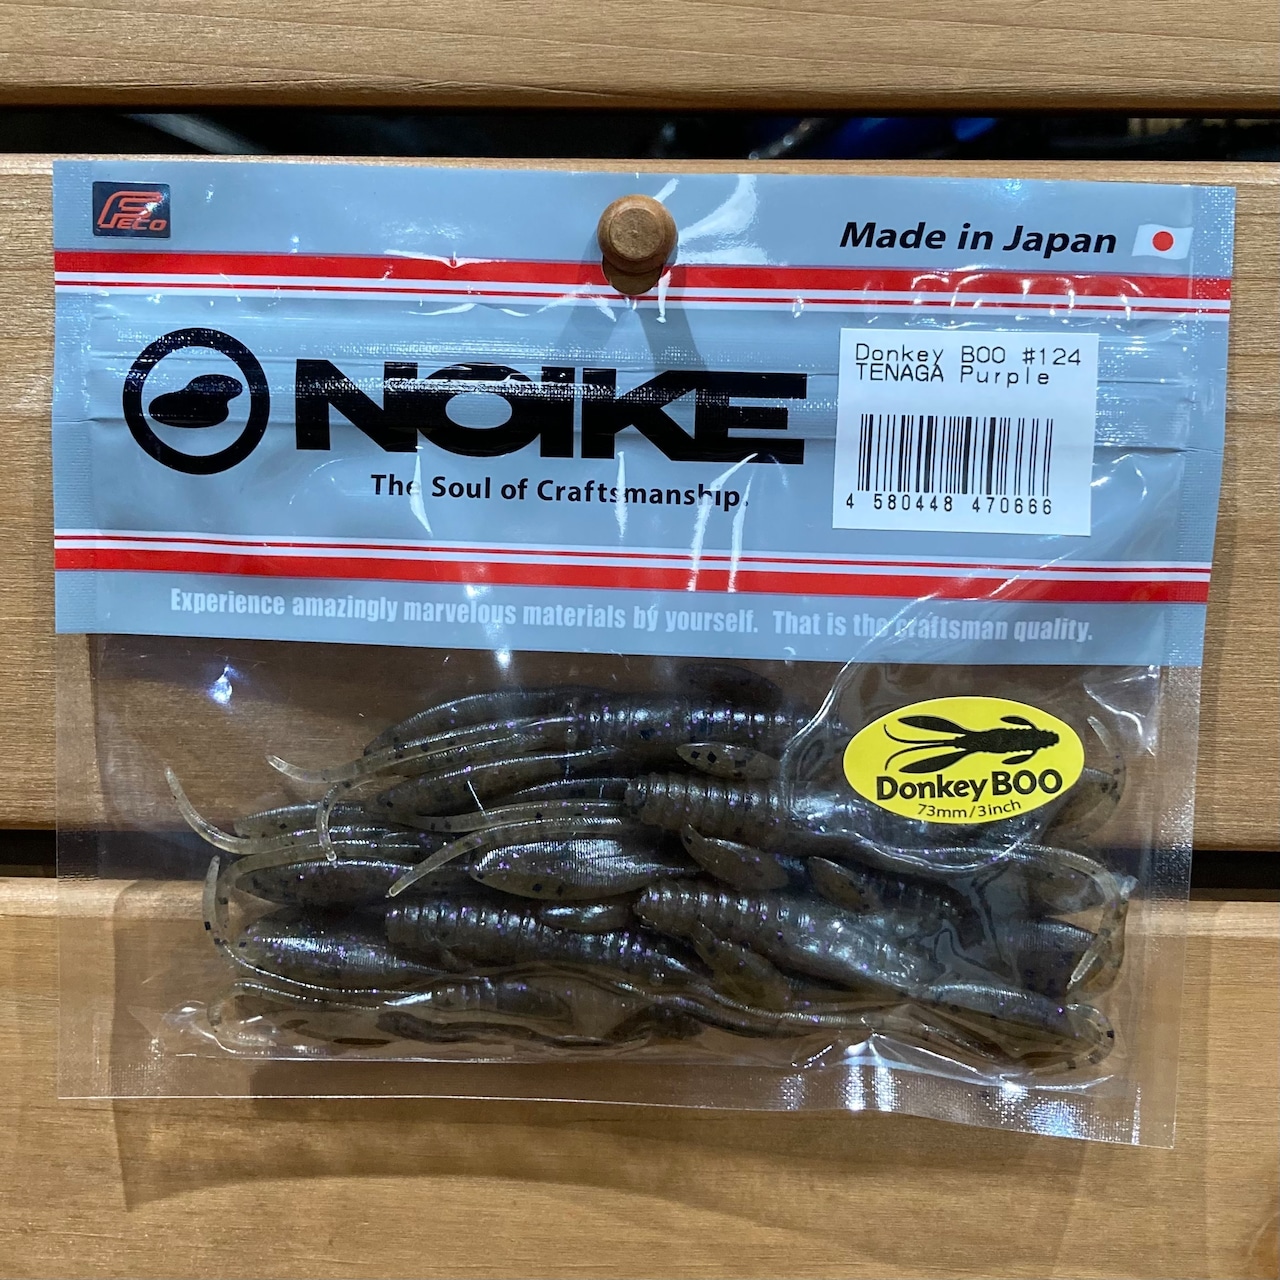 FECO
Made in Japan
NOIKE
The Soul of Craftsmanship.
Donkey BOO #124
TENAGA Purple
4 580448 470666
Experience amazingly marvelous materials by yourself. That is the craftsman quality.
Donkey BOO
73mm/3inch